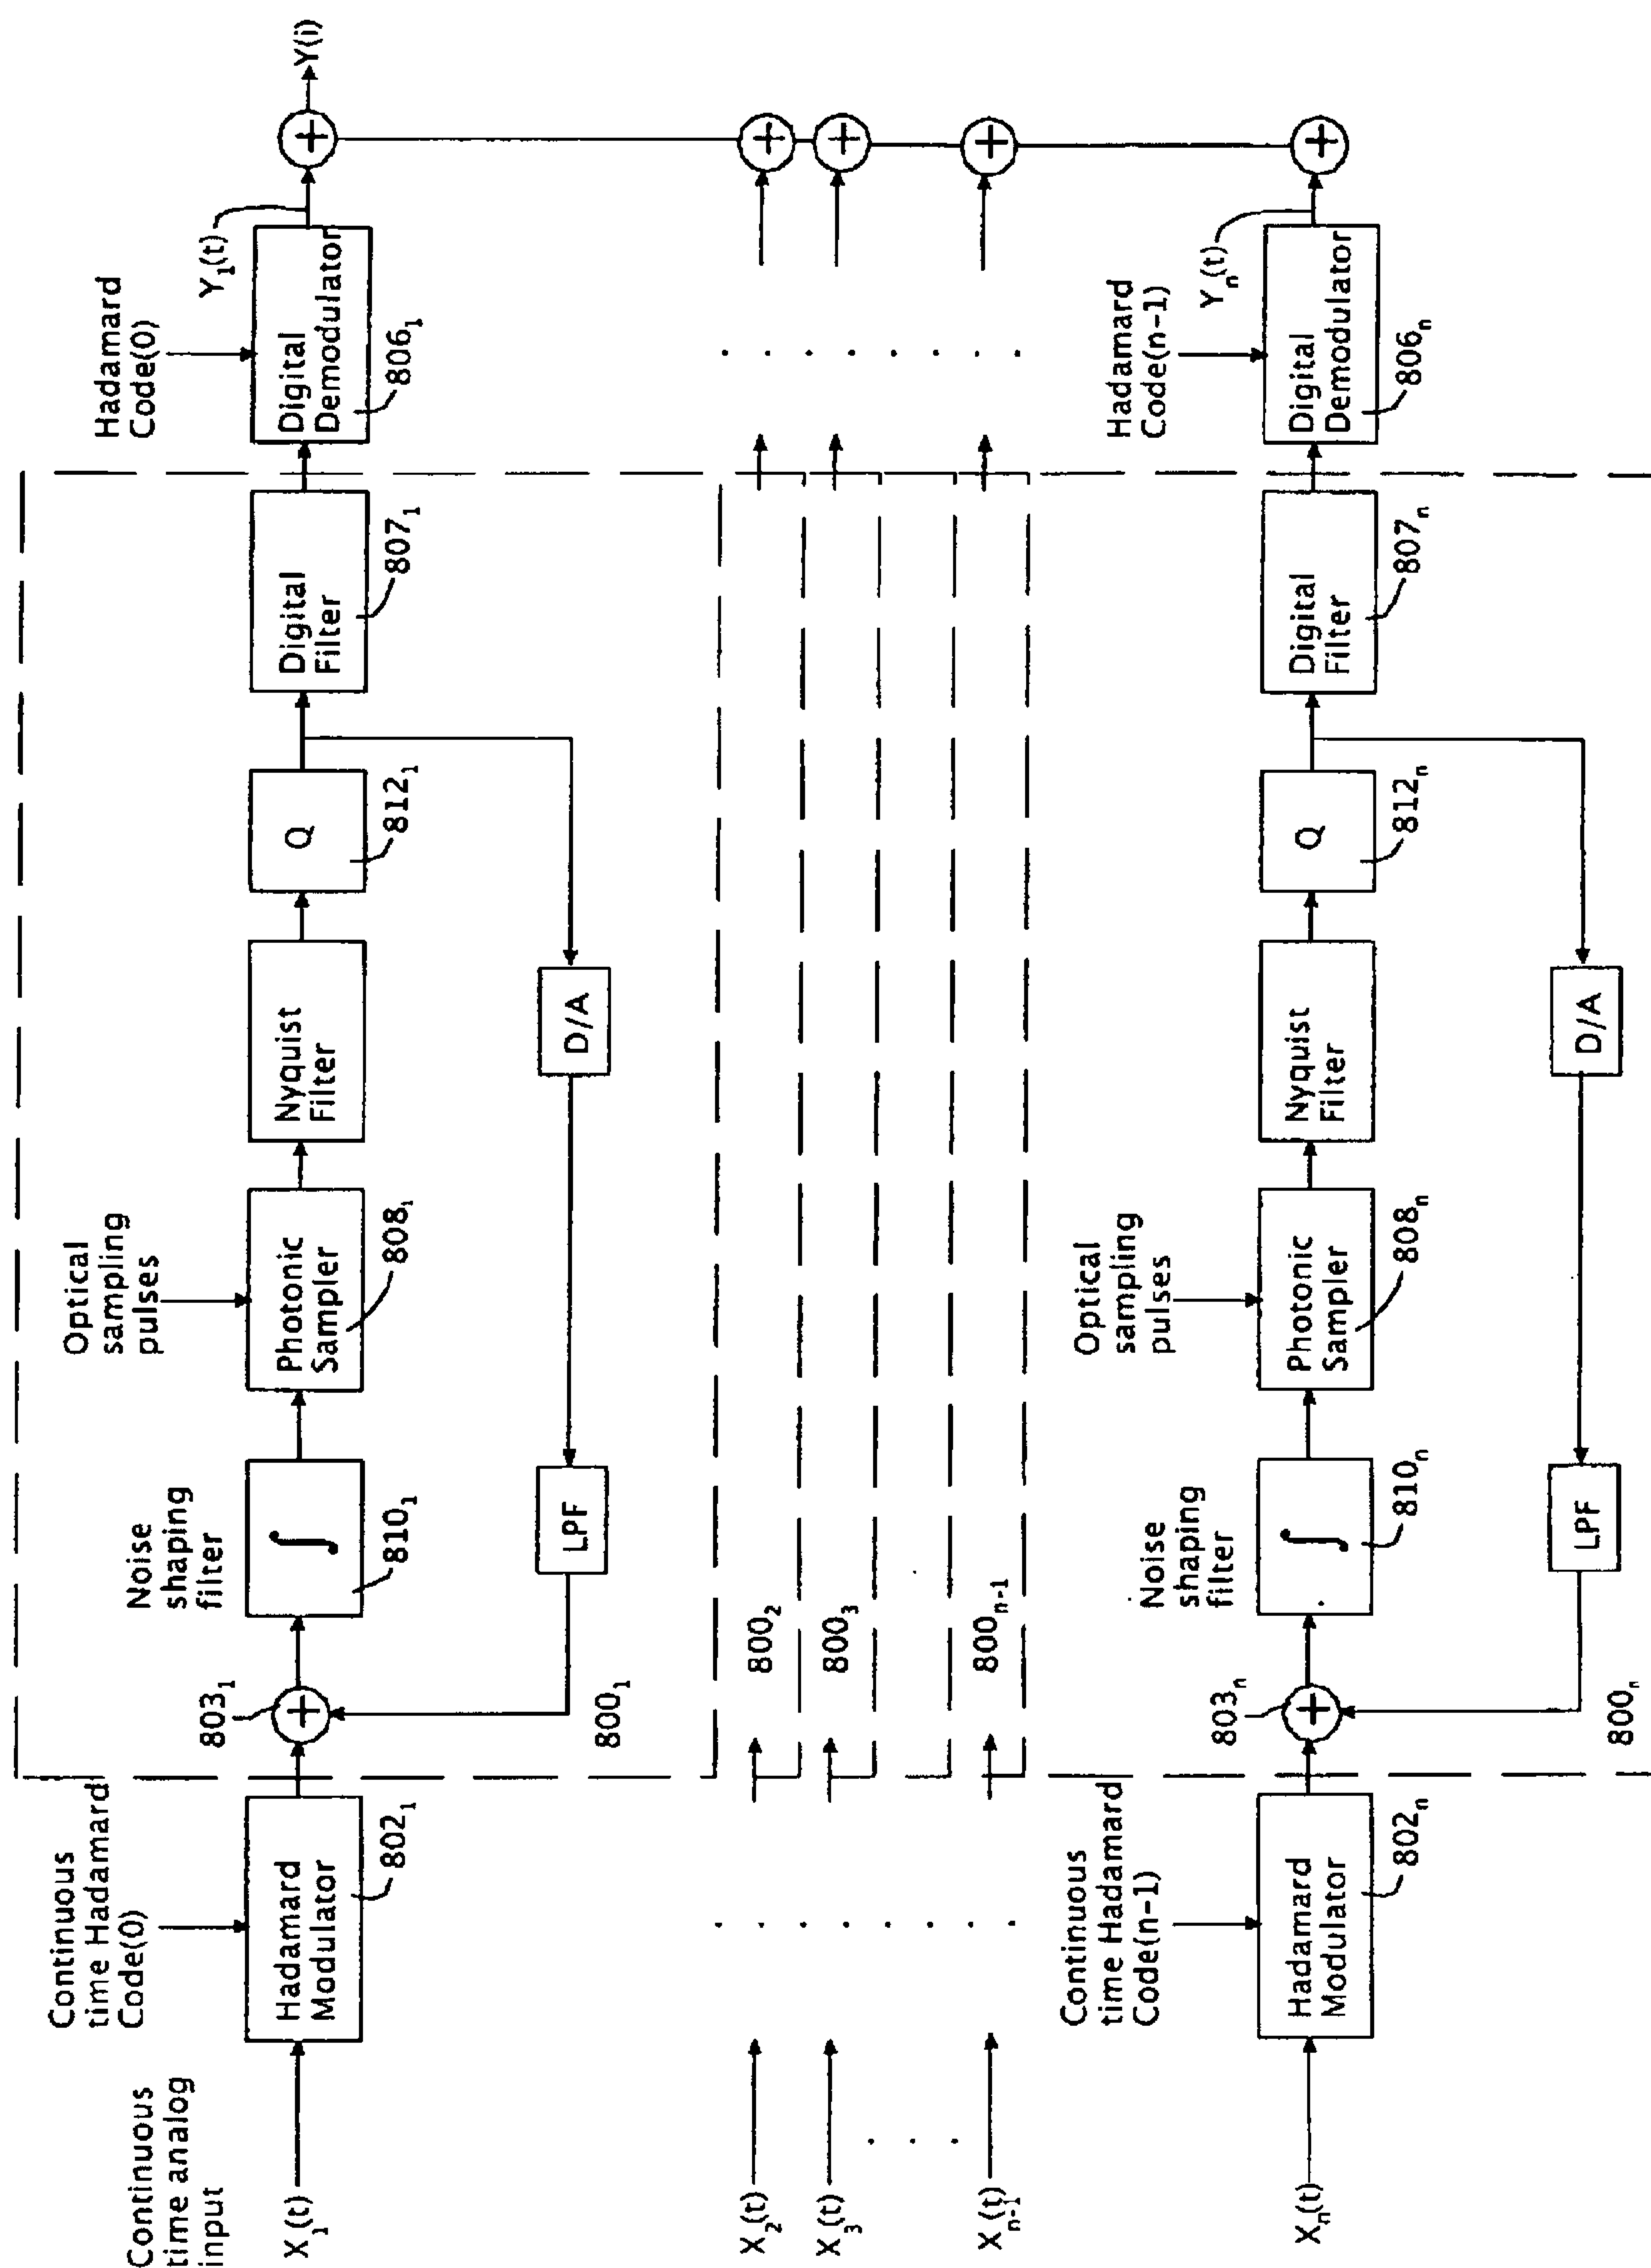 Continuous
time analog
input
X1(t)
Continuous
time Hadamard
Code(0)
Hadamard
Modulator
802₁
803₁
Noise
shaping
filter
∫
810₁
Optical
sampling
pulses
Photonic
Sampler
808₁
Nyquist
Filter
Q
812₁
Digital
Filter
807₁
Hadamard
Code(0)
Digital
Demodulator
806₁
Y₁(t)
+
Y(i)
+
LPF
D/A
800₁
X₂(t)
800₂
+
X₃(t)
800₃
+
Xₙ₋₁(t)
800ₙ₋₁
+
Xₙ(t)
Continuous
time Hadamard
Code(n-1)
Hadamard
Modulator
802ₙ
803ₙ
+
Noise
shaping
filter
∫
810ₙ
Optical
sampling
pulses
Photonic
Sampler
808ₙ
Nyquist
Filter
Q
812ₙ
Digital
Filter
807ₙ
Hadamard
Code(n-1)
Digital
Demodulator
806ₙ
Yₙ(t)
+
LPF
D/A
800ₙ